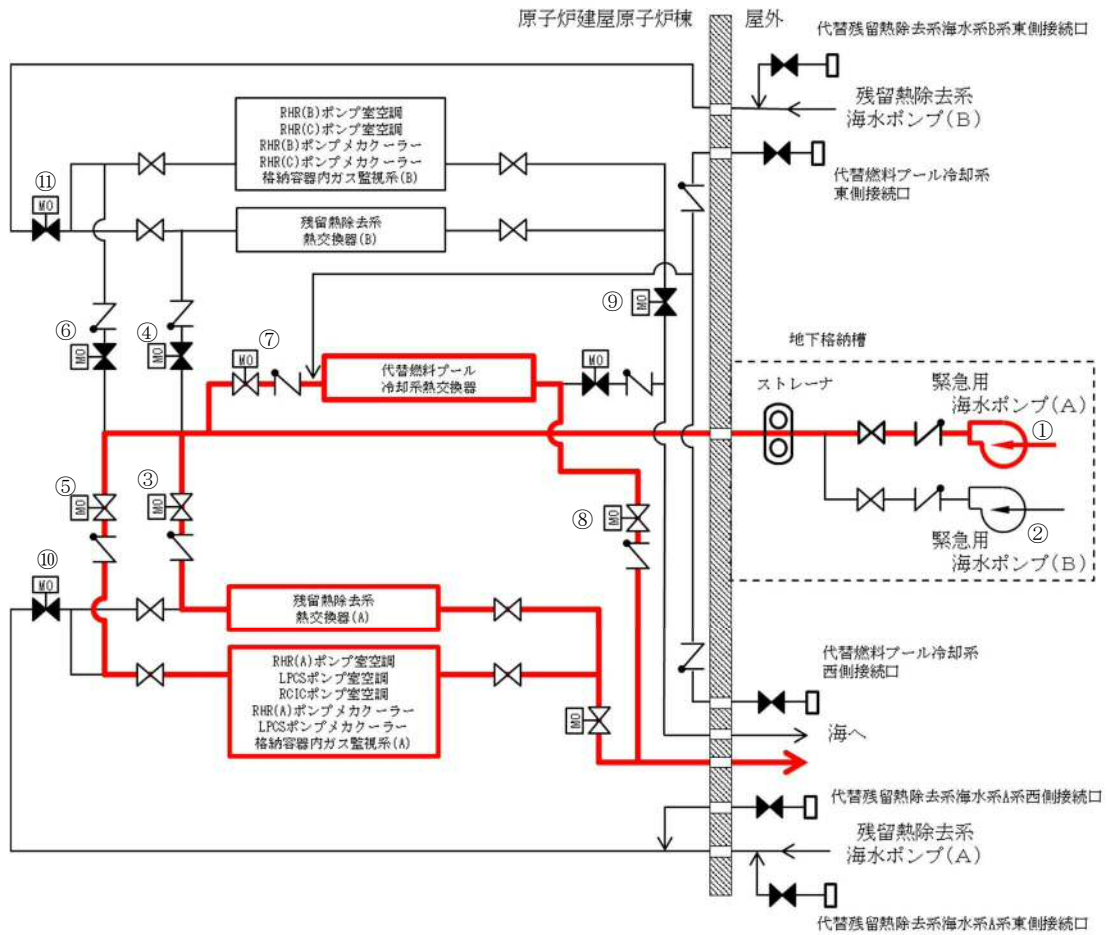 原子炉建屋原子炉棟
屋外
代替残留熱除去系海水系B系東側接続口
残留熱除去系
海水ポンプ(B)
RHR(B)ポンプ室空調
RHR(C)ポンプ室空調
RHR(B)ポンプメカクーラー
RHR(C)ポンプメカクーラー
格納容器内ガス監視系(B)
代替燃料プール冷却系
東側接続口
⑪
MO
残留熱除去系
熱交換器(B)
⑨
MO
⑥
MO
④
MO
⑦
MO
代替燃料プール
冷却系熱交換器
MO
地下格納槽
ストレーナ
緊急用
海水ポンプ(A)
①
⑤
MO
③
MO
⑧
MO
②
緊急用
海水ポンプ(B)
⑩
MO
残留熱除去系
熱交換器(A)
RHR(A)ポンプ室空調
LPCSポンプ室空調
RCICポンプ室空調
RHR(A)ポンプメカクーラー
LPCSポンプメカクーラー
格納容器内ガス監視系(A)
MO
代替燃料プール冷却系
西側接続口
海へ
代替残留熱除去系海水系A系西側接続口
残留熱除去系
海水ポンプ(A)
代替残留熱除去系海水系A系東側接続口